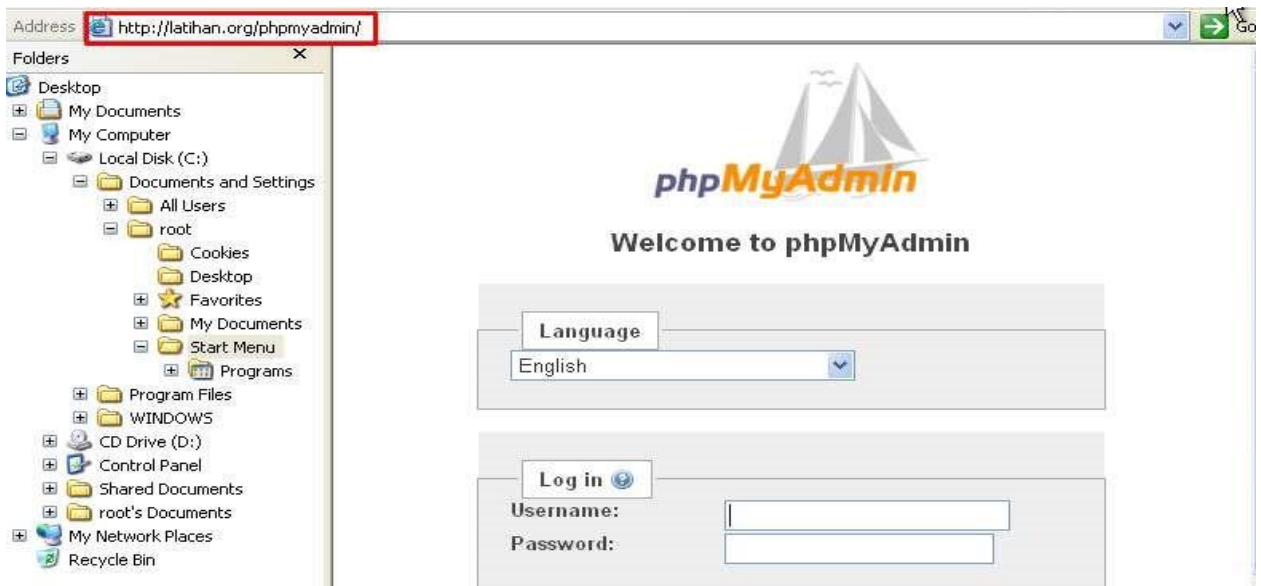 Address http://latihan.org/phpmyadmin/ Go
Folders
Desktop
My Documents
My Computer
Local Disk (C:)
Documents and Settings
All Users
root
Cookies
Desktop
Favorites
My Documents
Start Menu
Programs
Program Files
WINDOWS
CD Drive (D:)
Control Panel
Shared Documents
root's Documents
My Network Places
Recycle Bin
phpMyAdmin
Welcome to phpMyAdmin
Language
English
Log in
Username:
Password: